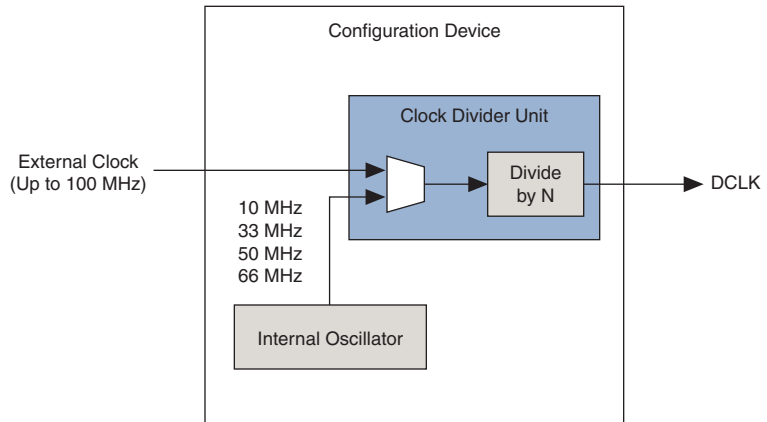 Configuration Device
Clock Divider Unit
External Clock
(Up to 100 MHz)
Divide
by N
DCLK
10 MHz
33 MHz
50 MHz
66 MHz
Internal Oscillator